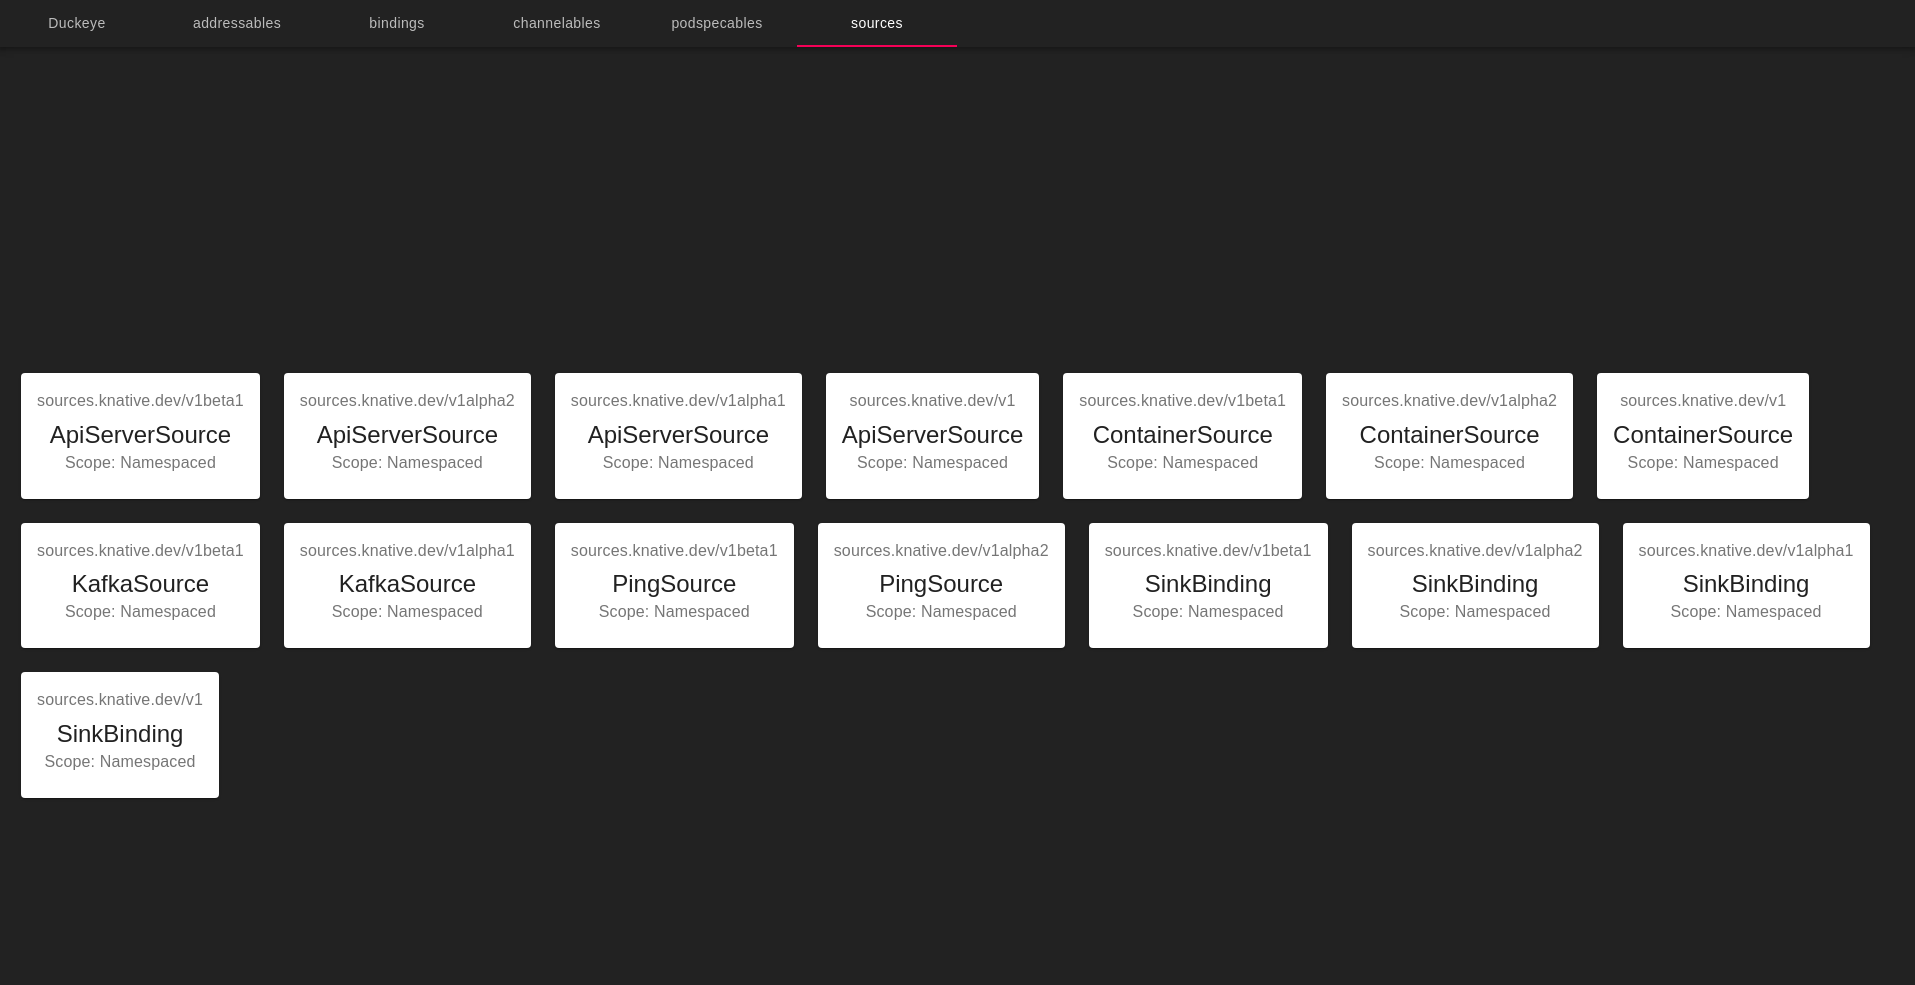 Duckeye addressables bindings channelables podspecables sources
sources.knative.dev/v1beta1
ApiServerSource
Scope: Namespaced
sources.knative.dev/v1alpha2
ApiServerSource
Scope: Namespaced
sources.knative.dev/v1alpha1
ApiServerSource
Scope: Namespaced
sources.knative.dev/v1
ApiServerSource
Scope: Namespaced
sources.knative.dev/v1beta1
ContainerSource
Scope: Namespaced
sources.knative.dev/v1alpha2
ContainerSource
Scope: Namespaced
sources.knative.dev/v1
ContainerSource
Scope: Namespaced
sources.knative.dev/v1beta1
KafkaSource
Scope: Namespaced
sources.knative.dev/v1alpha1
KafkaSource
Scope: Namespaced
sources.knative.dev/v1beta1
PingSource
Scope: Namespaced
sources.knative.dev/v1alpha2
PingSource
Scope: Namespaced
sources.knative.dev/v1beta1
SinkBinding
Scope: Namespaced
sources.knative.dev/v1alpha2
SinkBinding
Scope: Namespaced
sources.knative.dev/v1alpha1
SinkBinding
Scope: Namespaced
sources.knative.dev/v1
SinkBinding
Scope: Namespaced